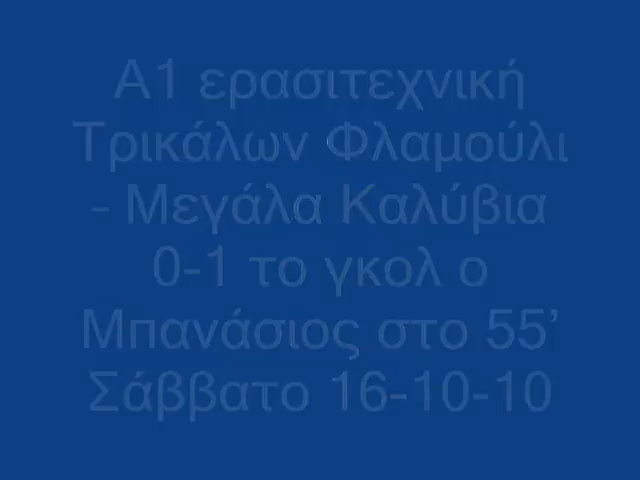 Α1 ερασιτεχνική
Τρικάλων Φλαμούλι
- Μεγάλα Καλύβια
0-1 το γκολ ο
Μπανάσιος στο 55’
Σάββατο 16-10-10